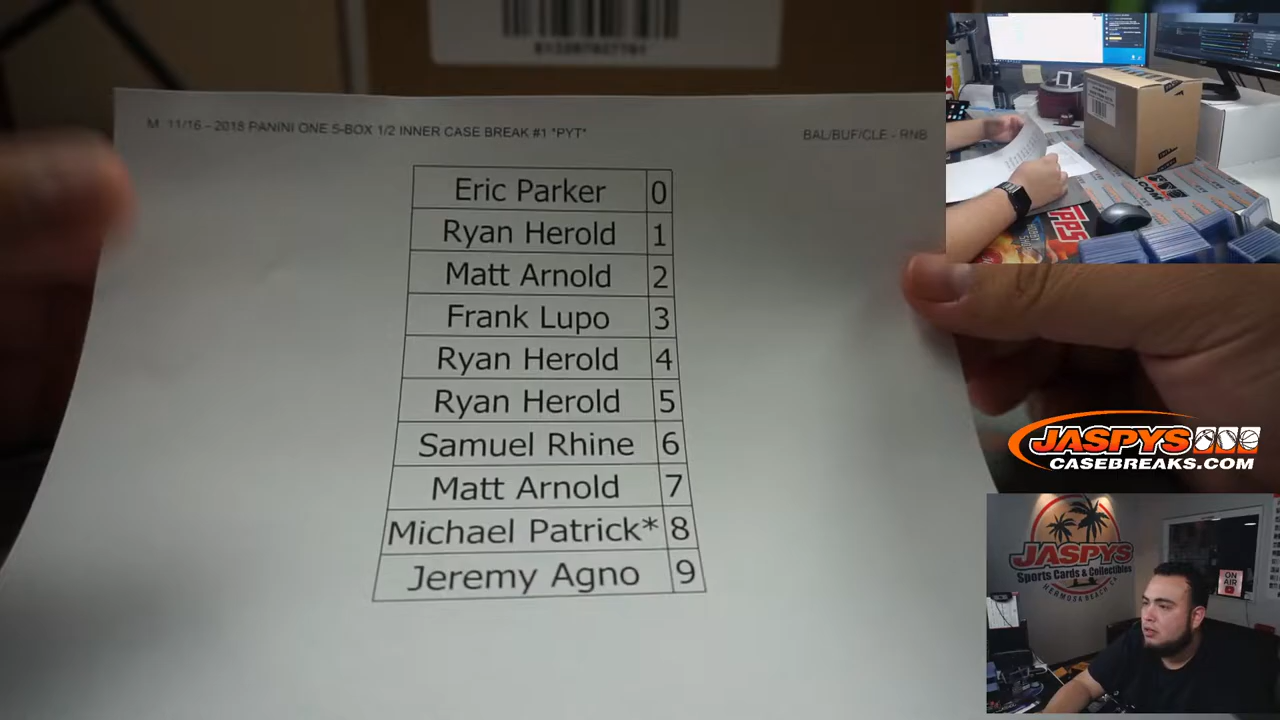 M 11/16 - 2018 PANINI ONE 5-BOX 1/2 INNER CASE BREAK #1 "PYT"
BAL/BUF/CLE - RNB
Eric Parker 0
Ryan Herold 1
Matt Arnold 2
Frank Lupo 3
Ryan Herold 4
Ryan Herold 5
Samuel Rhine 6
Matt Arnold 7
Michael Patrick* 8
Jeremy Agno 9
JASPYS
CASEBREAKS.COM
JASPYS
Sports Cards & Collectibles
HERMOSA BEACH
ON
AIR